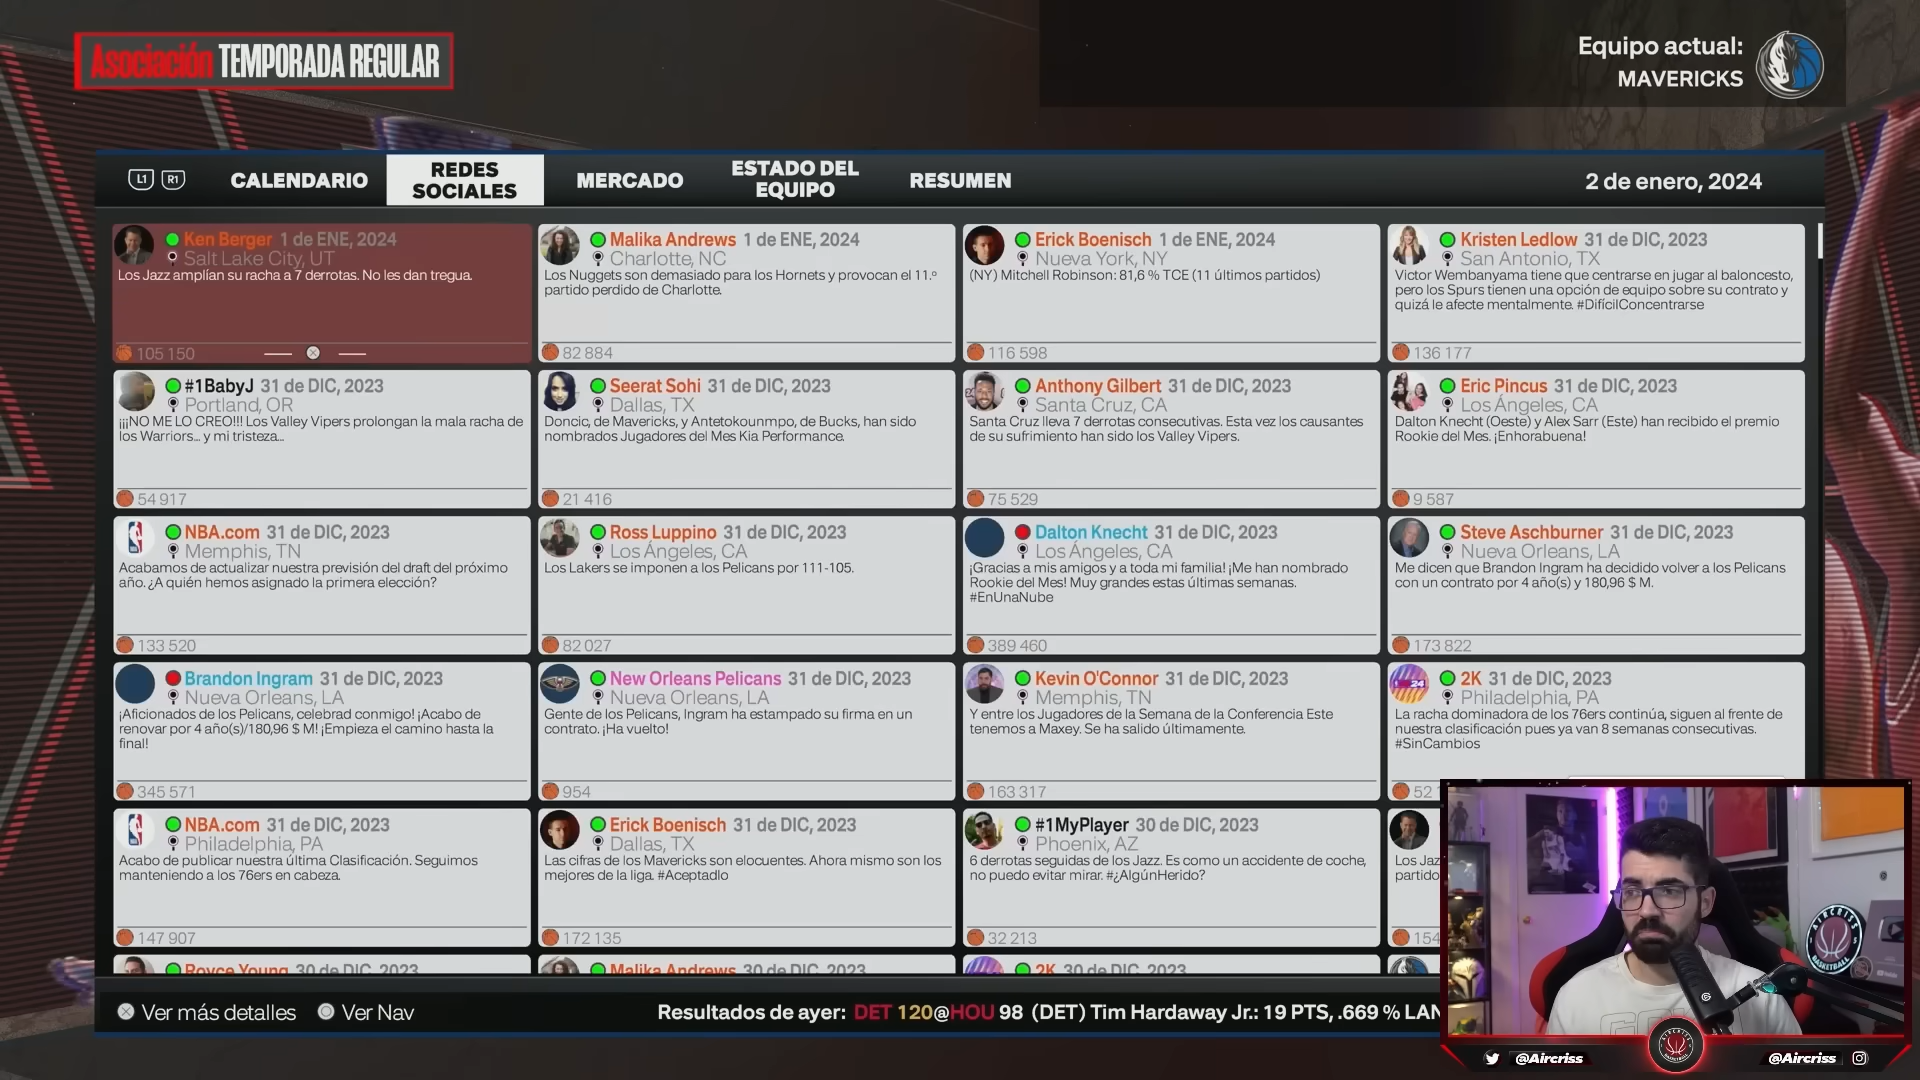 Asociación TEMPORADA REGULAR
Equipo actual:
MAVERICKS
L1 R1 CALENDARIO REDES SOCIALES MERCADO ESTADO DEL EQUIPO RESUMEN 2 de enero, 2024
Ken Berger 1 de ENE, 2024
Salt Lake City, UT
Los Jazz amplían su racha a 7 derrotas. No les dan tregua.
105 150
Malika Andrews 1 de ENE, 2024
Charlotte, NC
Los Nuggets son demasiado para los Hornets y provocan el 11.º
partido perdido de Charlotte.
82 884
Erick Boenisch 1 de ENE, 2024
Nueva York, NY
(NY) Mitchell Robinson: 81,6 % TCE (11 últimos partidos)
116 598
Kristen Ledlow 31 de DIC, 2023
San Antonio, TX
Victor Wembanyama tiene que centrarse en jugar al baloncesto,
pero los Spurs tienen una opción de equipo sobre su contrato y
quizá le afecte mentalmente. #DifícilConcentrarse
136 177
#1BabyJ 31 de DIC, 2023
Portland, OR
¡¡¡NO ME LO CREO!!! Los Valley Vipers prolongan la mala racha de
los Warriors... y mi tristeza...
54 917
Seerat Sohi 31 de DIC, 2023
Dallas, TX
Doncic, de Mavericks, y Antetokounmpo, de Bucks, han sido
nombrados Jugadores del Mes Kia Performance.
21 416
Anthony Gilbert 31 de DIC, 2023
Santa Cruz, CA
Santa Cruz lleva 7 derrotas consecutivas. Esta vez los causantes
de su sufrimiento han sido los Valley Vipers.
75 529
Eric Pincus 31 de DIC, 2023
Los Ángeles, CA
Dalton Knecht (Oeste) y Alex Sarr (Este) han recibido el premio
Rookie del Mes. ¡Enhorabuena!
9 587
NBA.com 31 de DIC, 2023
Memphis, TN
Acabamos de actualizar nuestra previsión del draft del próximo
año. ¿A quién hemos asignado la primera elección?
133 520
Ross Luppino 31 de DIC, 2023
Los Ángeles, CA
Los Lakers se imponen a los Pelicans por 111-105.
82 027
Dalton Knecht 31 de DIC, 2023
Los Ángeles, CA
¡Gracias a mis amigos y a toda mi familia! ¡Me han nombrado
Rookie del Mes! Muy grandes estas últimas semanas.
#EnUnaNube
389 460
Steve Aschburner 31 de DIC, 2023
Nueva Orleans, LA
Me dicen que Brandon Ingram ha decidido volver a los Pelicans
con un contrato por 4 año(s) y 180,96 $ M.
173 822
Brandon Ingram 31 de DIC, 2023
Nueva Orleans, LA
¡Aficionados de los Pelicans, celebrad conmigo! ¡Acabo de
renovar por 4 año(s)/180,96 $ M! ¡Empieza el camino hasta la
final!
345 571
New Orleans Pelicans 31 de DIC, 2023
Nueva Orleans, LA
Gente de los Pelicans, Ingram ha estampado su firma en un
contrato. ¡Ha vuelto!
954
Kevin O'Connor 31 de DIC, 2023
Memphis, TN
Y entre los Jugadores de la Semana de la Conferencia Este
tenemos a Maxey. Se ha salido últimamente.
163 317
2K 31 de DIC, 2023
Philadelphia, PA
La racha dominadora de los 76ers continúa, siguen al frente de
nuestra clasificación pues ya van 8 semanas consecutivas.
#SinCambios
52
NBA.com 31 de DIC, 2023
Philadelphia, PA
Acabo de publicar nuestra última Clasificación. Seguimos
manteniendo a los 76ers en cabeza.
147 907
Erick Boenisch 31 de DIC, 2023
Dallas, TX
Las cifras de los Mavericks son elocuentes. Ahora mismo son los
mejores de la liga. #Aceptadlo
172 135
#1MyPlayer 30 de DIC, 2023
Phoenix, AZ
6 derrotas seguidas de los Jazz. Es como un accidente de coche,
no puedo evitar mirar. #¿AlgúnHerido?
32 213
Los Jaz
partido
154
Royce Young 30 de DIC, 2023
Malika Andrews 30 de DIC, 2023
2K 30 de DIC, 2023
Ver más detalles Ver Nav
Resultados de ayer: DET 120@HOU 98 (DET) Tim Hardaway Jr.: 19 PTS, .669 % LAN
AIRCRISS
BASKETBALL
@Aircriss @Aircriss